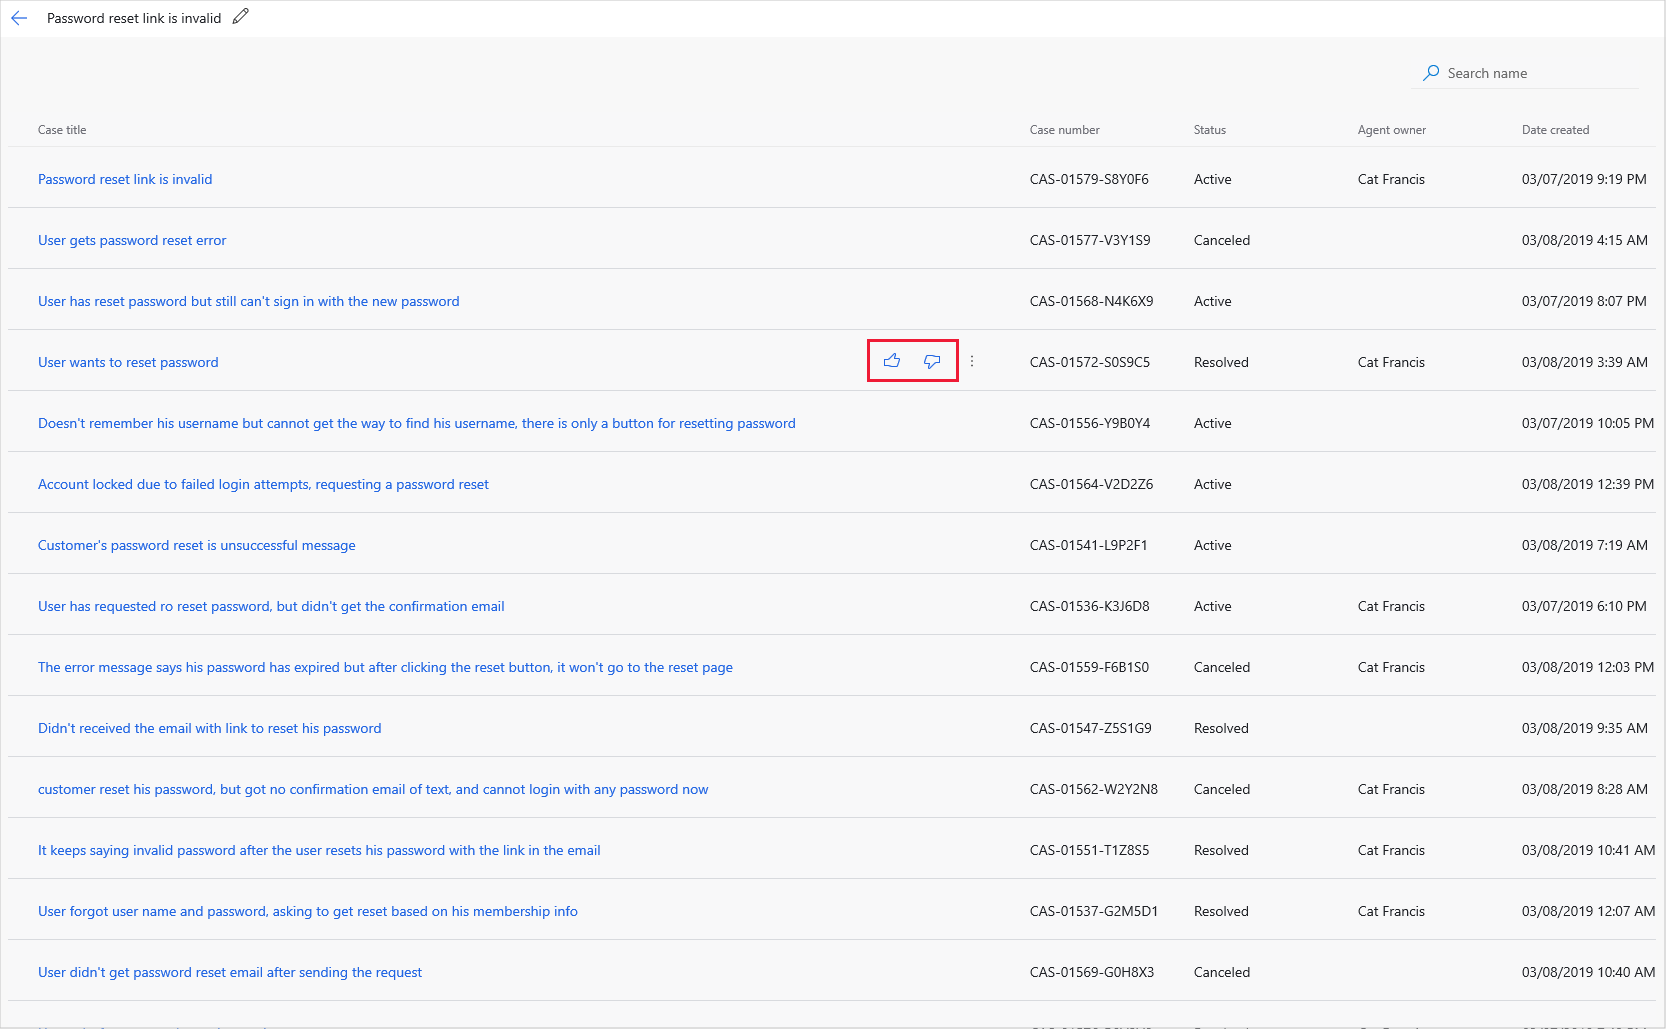 Password reset link is invalid
Search name
Case title Case number Status Agent owner Date created
Password reset link is invalid CAS-01579-S8Y0F6 Active Cat Francis 03/07/2019 9:19 PM
User gets password reset error CAS-01577-V3Y1S9 Canceled 03/08/2019 4:15 AM
User has reset password but still can't sign in with the new password CAS-01568-N4K6X9 Active 03/07/2019 8:07 PM
User wants to reset password CAS-01572-S0S9C5 Resolved Cat Francis 03/08/2019 3:39 AM
Doesn't remember his username but cannot get the way to find his username, there is only a button for resetting password CAS-01556-Y9B0Y4 Active 03/07/2019 10:05 PM
Account locked due to failed login attempts, requesting a password reset CAS-01564-V2D2Z6 Active 03/08/2019 12:39 PM
Customer's password reset is unsuccessful message CAS-01541-L9P2F1 Active 03/08/2019 7:19 AM
User has requested ro reset password, but didn't get the confirmation email CAS-01536-K3J6D8 Active Cat Francis 03/07/2019 6:10 PM
The error message says his password has expired but after clicking the reset button, it won't go to the reset page CAS-01559-F6B1S0 Canceled Cat Francis 03/08/2019 12:03 PM
Didn't received the email with link to reset his password CAS-01547-Z5S1G9 Resolved 03/08/2019 9:35 AM
customer reset his password, but got no confirmation email of text, and cannot login with any password now CAS-01562-W2Y2N8 Canceled Cat Francis 03/08/2019 8:28 AM
It keeps saying invalid password after the user resets his password with the link in the email CAS-01551-T1Z8S5 Resolved Cat Francis 03/08/2019 10:41 AM
User forgot user name and password, asking to get reset based on his membership info CAS-01537-G2M5D1 Resolved Cat Francis 03/08/2019 12:07 AM
User didn't get password reset email after sending the request CAS-01569-G0H8X3 Canceled 03/08/2019 10:40 AM